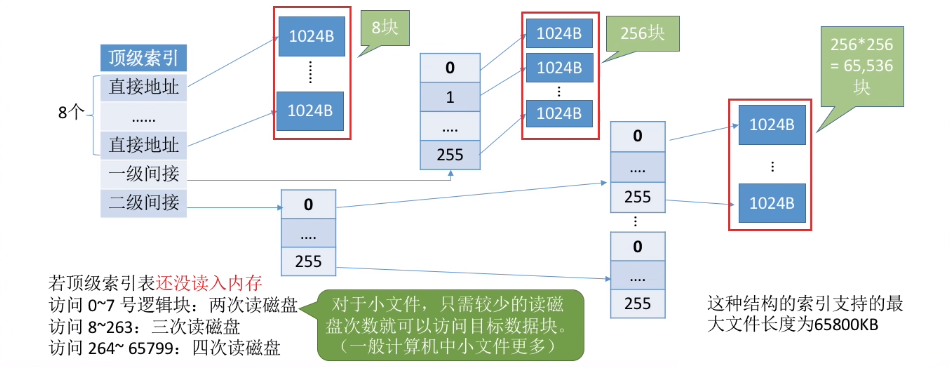 顶级索引
直接地址
……
直接地址
一级间接
二级间接
8个
1024B
……
1024B
8块
0
1
....
255
1024B
1024B
...
1024B
256块
0
....
255
0
....
255
...
0
....
255
1024B
...
1024B
256*256
= 65,536
块
若顶级索引表还没读入内存
访问 0~7 号逻辑块：两次读磁盘
访问 8~263：三次读磁盘
访问 264~ 65799：四次读磁盘
对于小文件，只需较少的读磁
盘次数就可以访问目标数据块。
（一般计算机中小文件更多）
这种结构的索引支持的最
大文件长度为65800KB